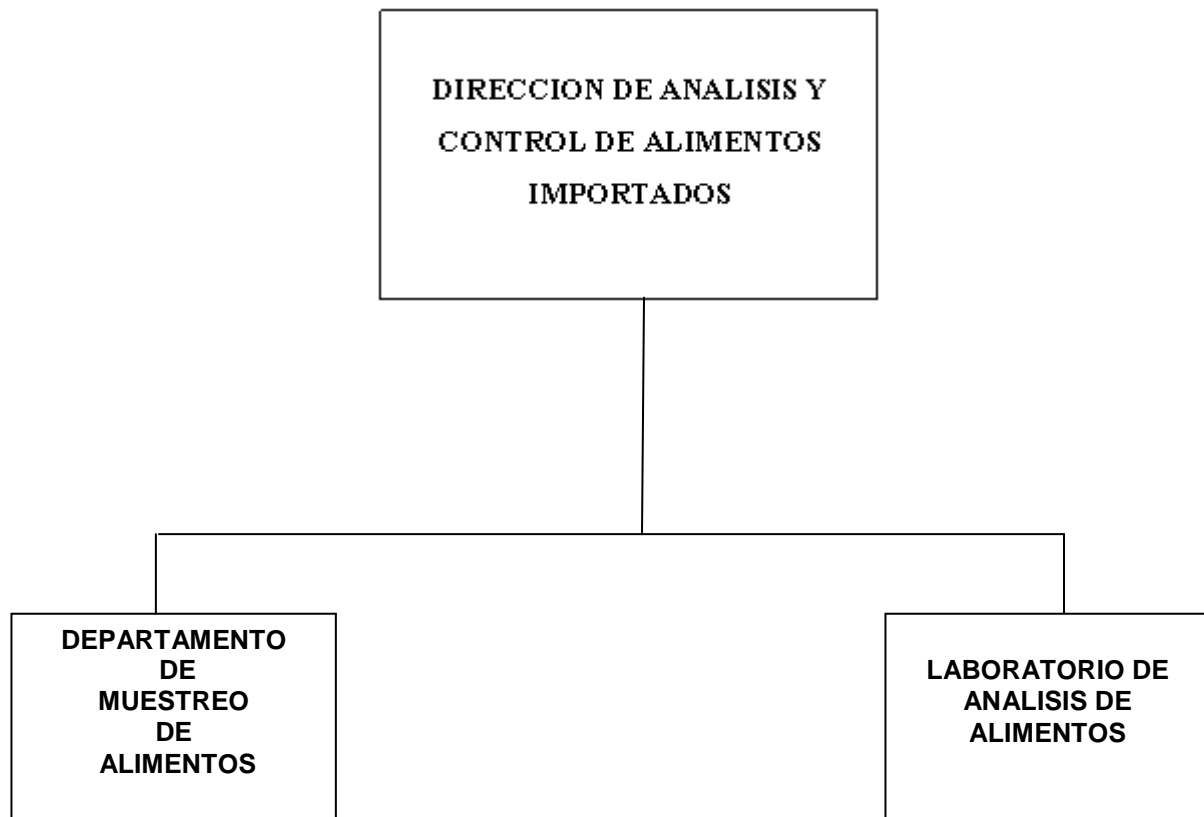 DIRECCION DE ANALISIS Y
CONTROL DE ALIMENTOS
IMPORTADOS
DEPARTAMENTO
DE
MUESTREO
DE
ALIMENTOS
LABORATORIO DE
ANALISIS DE
ALIMENTOS